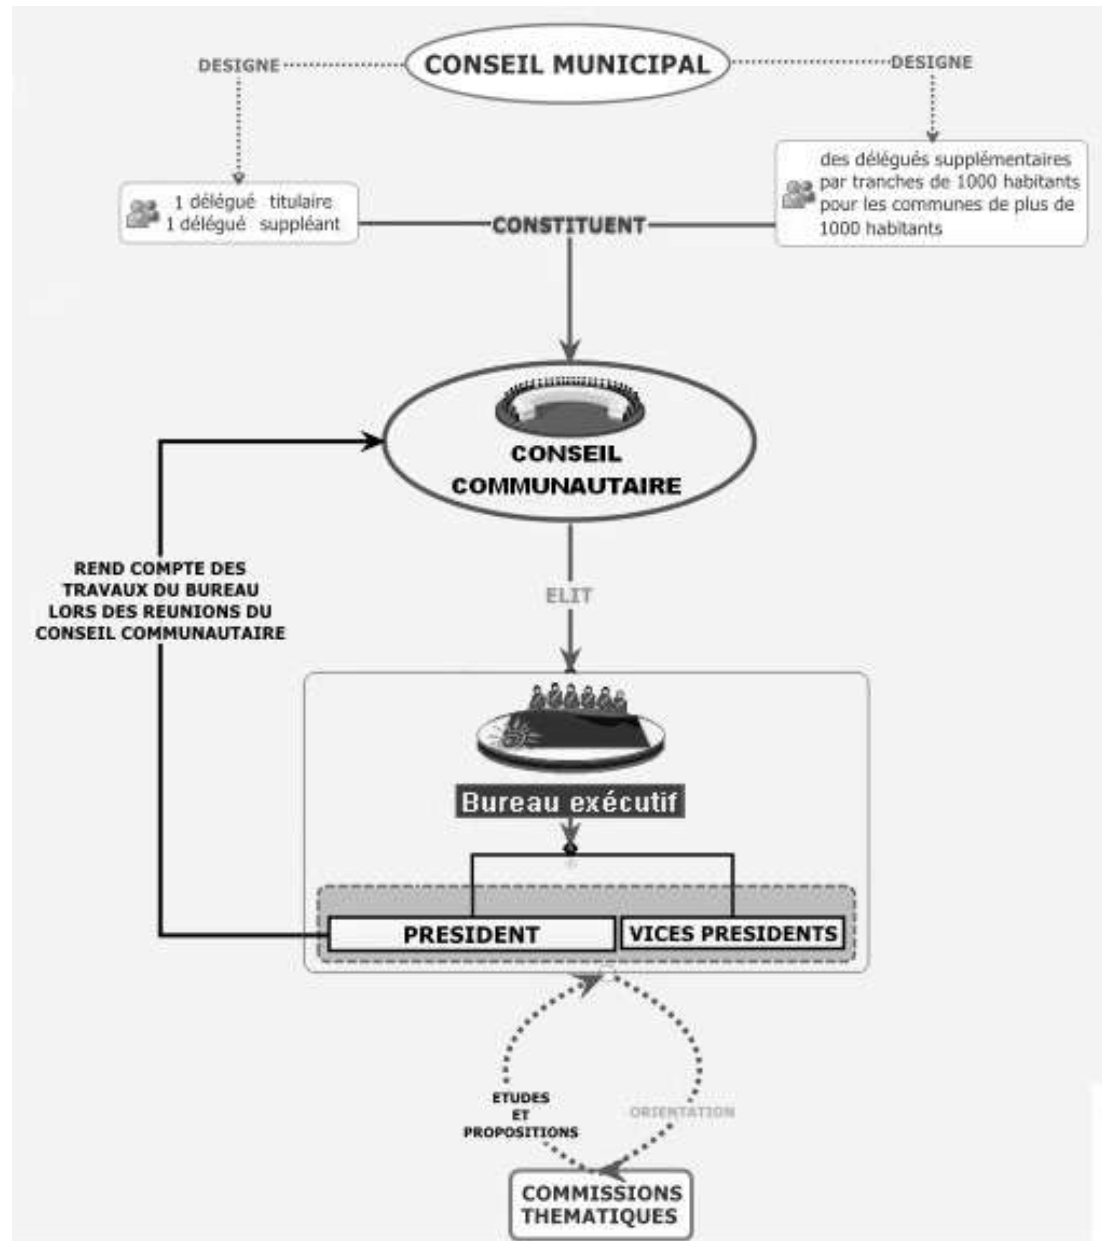 CONSEIL MUNICIPAL
DESIGNE
DESIGNE
1 délégué titulaire
1 délégué suppléant
des délégués supplémentaires
par tranches de 1000 habitants
pour les communes de plus de
1000 habitants
CONSTITUENT
CONSEIL
COMMUNAUTAIRE
REND COMPTE DES
TRAVAUX DU BUREAU
LORS DES REUNIONS DU
CONSEIL COMMUNAUTAIRE
ELIT
Bureau exécutif
PRESIDENT
VICES PRESIDENTS
ETUDES
ET
PROPOSITIONS
ORIENTATION
COMMISSIONS
THEMATIQUES